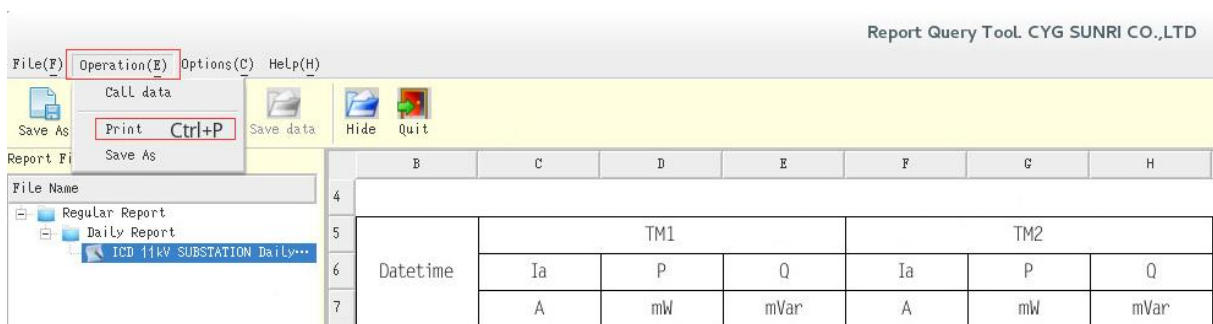 Report Query Tool. CYG SUNRI CO.,LTD
File(F) Operation(E) Options(C) Help(H)
Call data
Save As Print Ctrl+P Save data Hide Quit
Save As
Report Fi
B C D E F G H
File Name
4
Regular Report
5 TM1 TM2
Daily Report
ICD 11kV SUBSTATION Daily···
6 Datetime Ia P Q Ia P Q
7 A mW mVar A mW mVar